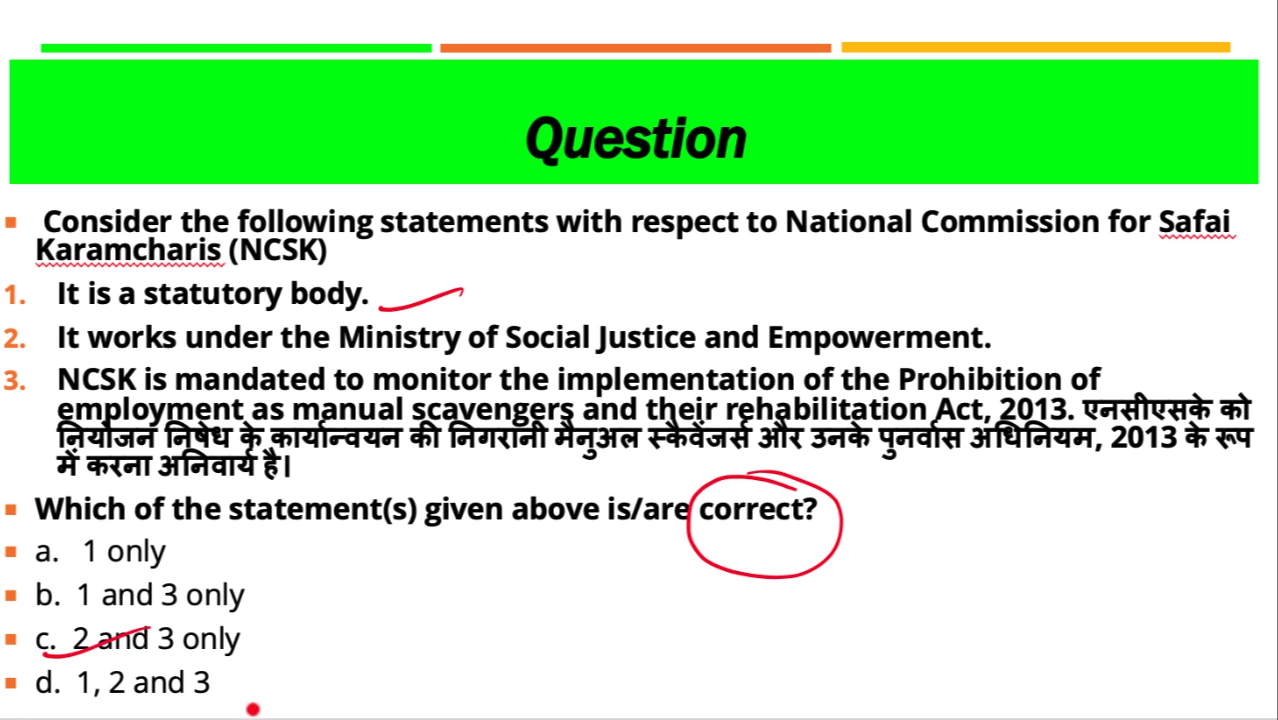 Question
Consider the following statements with respect to National Commission for Safai
Karamcharis (NCSK)
1. It is a statutory body.
2. It works under the Ministry of Social Justice and Empowerment.
3. NCSK is mandated to monitor the implementation of the Prohibition of
employment as manual scavengers and their rehabilitation Act, 2013. एनसीएसके को
नियोजन निषेध के कार्यान्वयन की निगरानी मैनुअल स्कैवेंजर्स और उनके पुनर्वास अधिनियम, 2013 के रूप
में करना अनिवार्य है।
Which of the statement(s) given above is/are correct?
a. 1 only
b. 1 and 3 only
c. 2 and 3 only
d. 1, 2 and 3